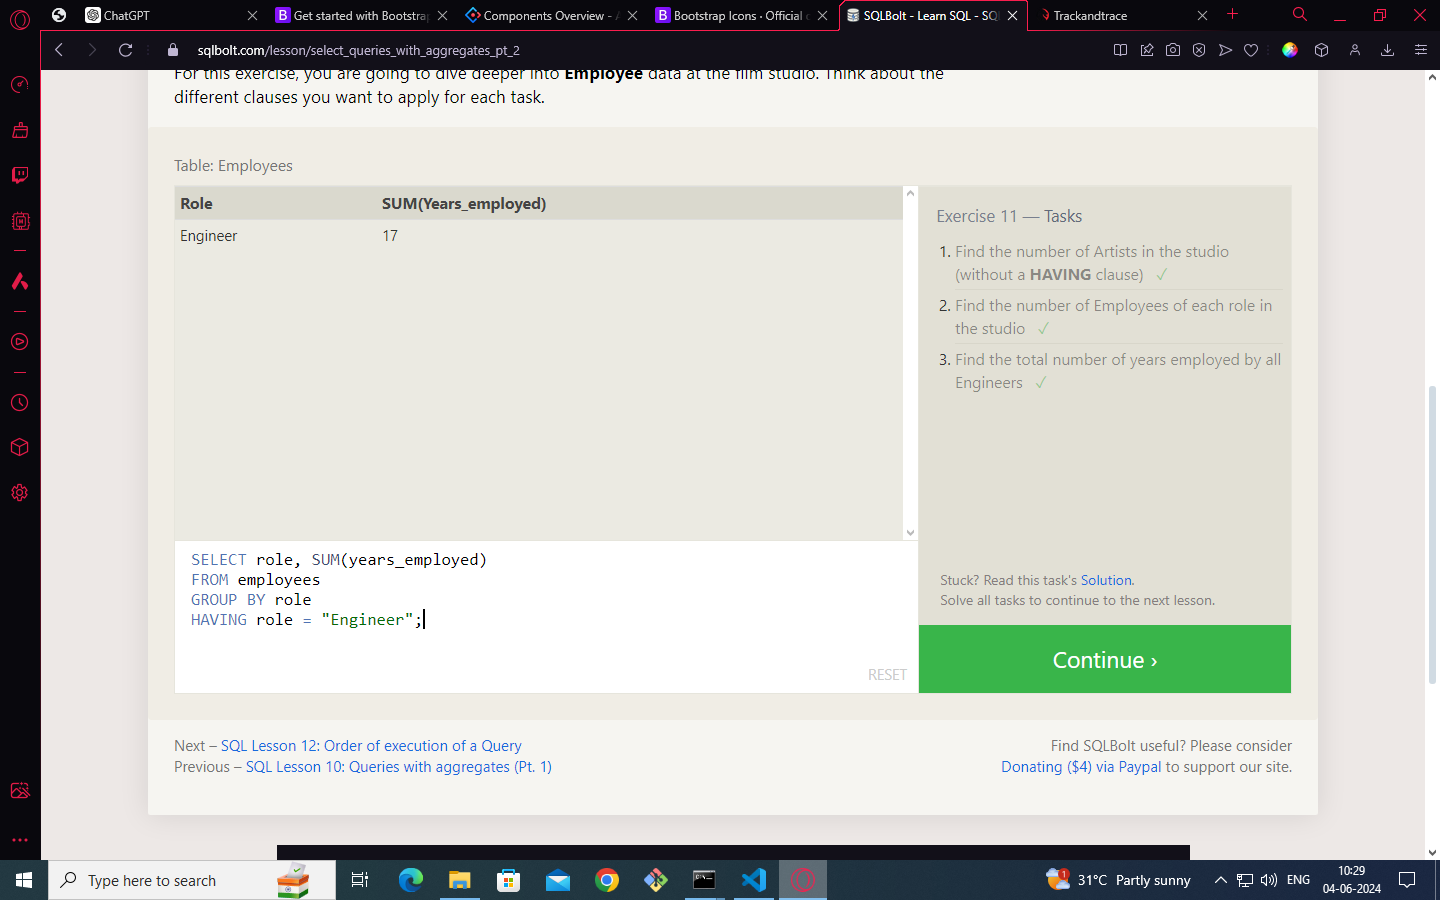 ChatGPT
Get started with Bootstrap
Components Overview - A
Bootstrap Icons · Official o
SQLBolt - Learn SQL - SQL
Trackandtrace
sqlbolt.com/lesson/select_queries_with_aggregates_pt_2
For this exercise, you are going to dive deeper into Employee data at the film studio. Think about the
different clauses you want to apply for each task.
Table: Employees
Role SUM(Years_employed)
Engineer 17
Exercise 11 — Tasks
1. Find the number of Artists in the studio
(without a HAVING clause) ✓
2. Find the number of Employees of each role in
the studio ✓
3. Find the total number of years employed by all
Engineers ✓
SELECT role, SUM(years_employed)
FROM employees
GROUP BY role
HAVING role = "Engineer";
RESET
Stuck? Read this task's Solution.
Solve all tasks to continue to the next lesson.
Continue ›
Next – SQL Lesson 12: Order of execution of a Query
Previous – SQL Lesson 10: Queries with aggregates (Pt. 1)
Find SQLBolt useful? Please consider
Donating ($4) via Paypal to support our site.
Type here to search
1
31°C Partly sunny
ENG
10:29
04-06-2024